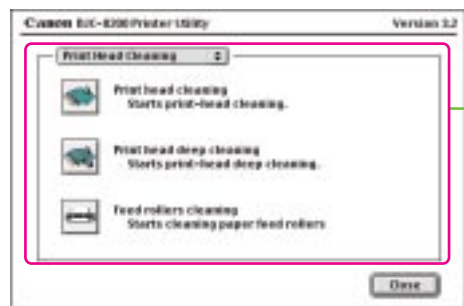 Canon BJC-8200 Printer Utility Version 3.2
Print Head Cleaning
Print head cleaning
Starts print-head cleaning.
Print head deep cleaning
Starts print-head deep cleaning.
Feed rollers cleaning
Starts cleaning paper feed rollers
Close